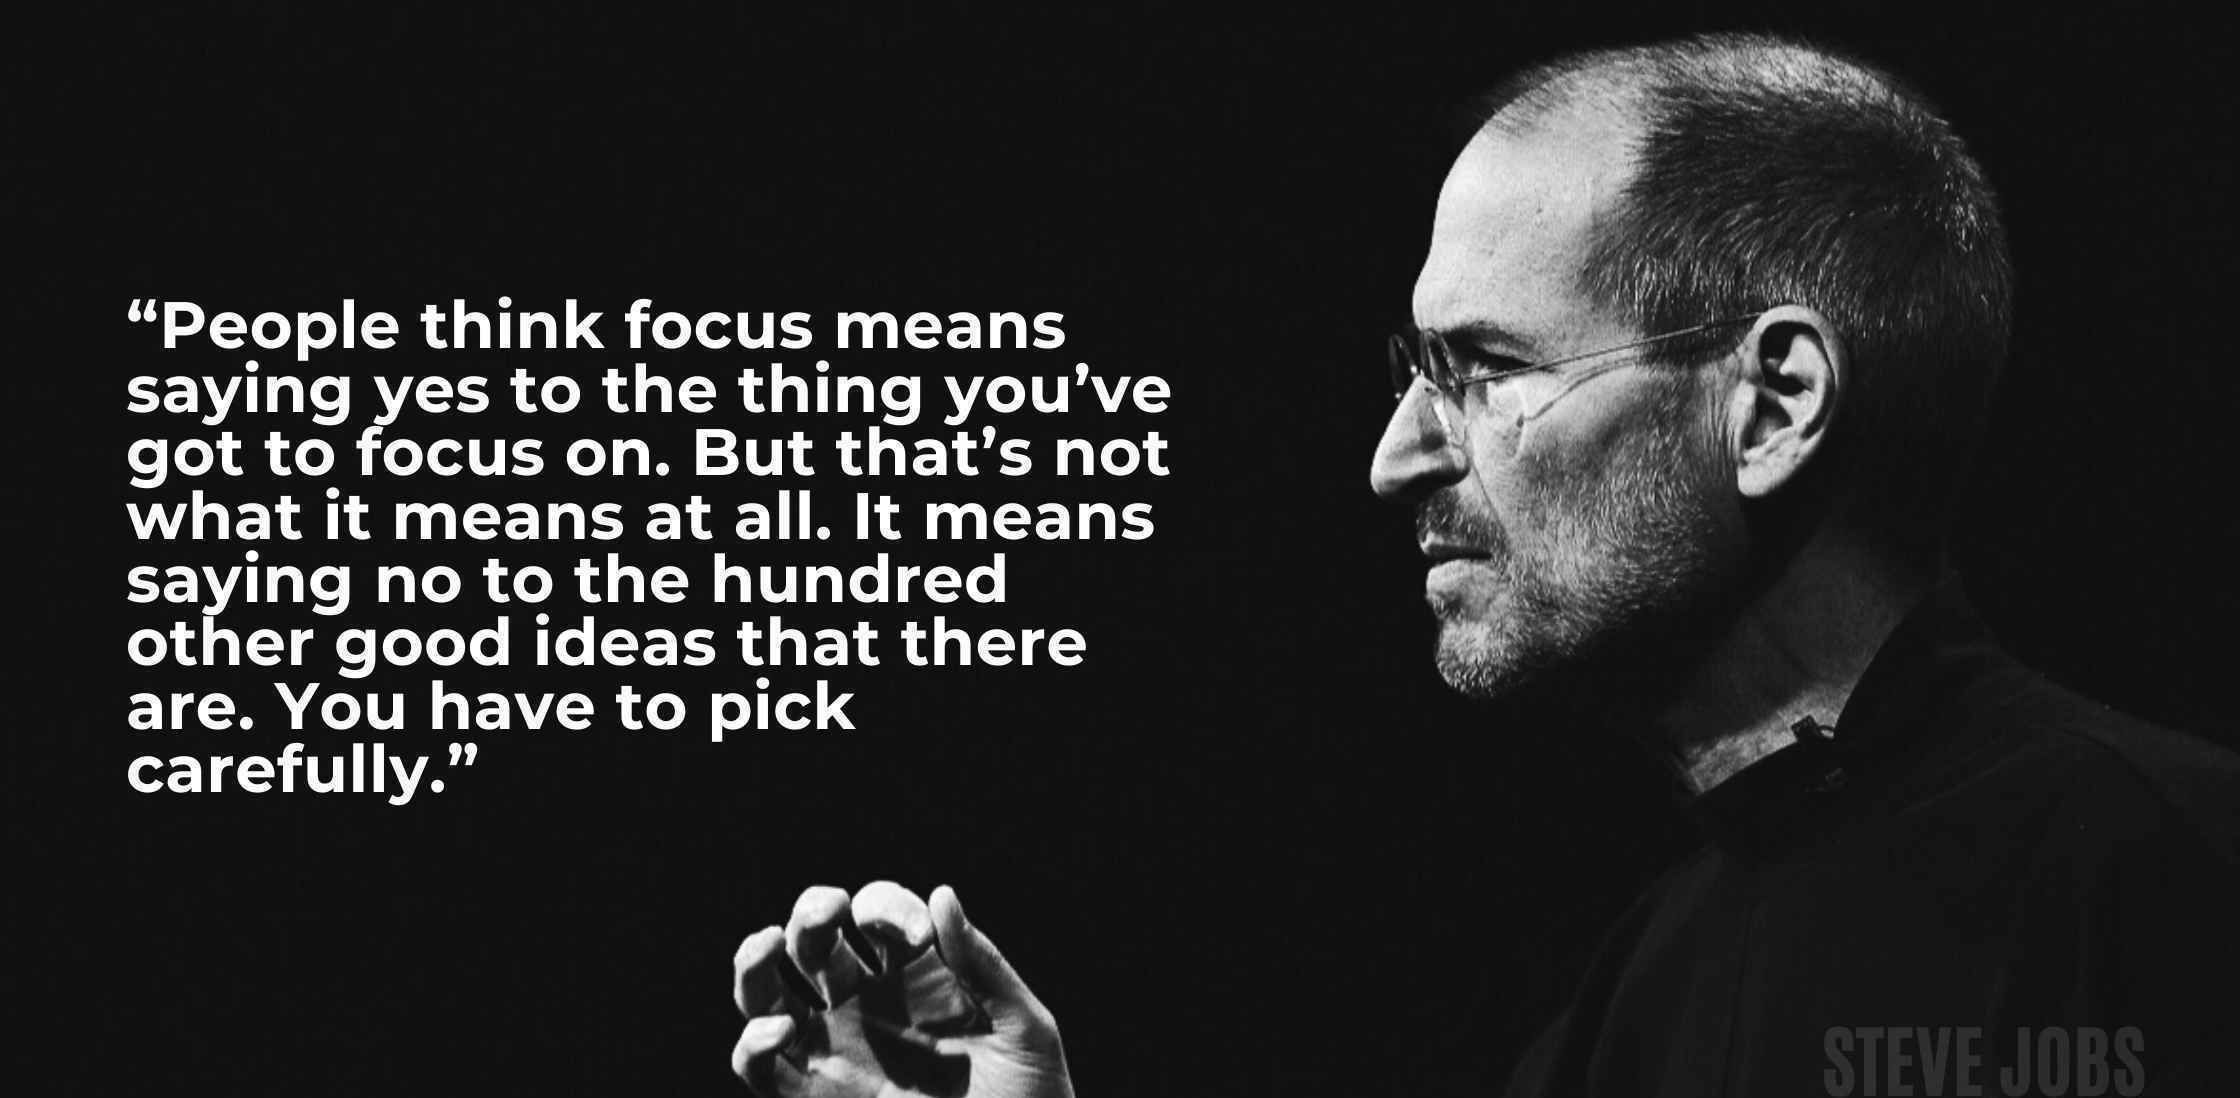 “People think focus means
saying yes to the thing you’ve
got to focus on. But that’s not
what it means at all. It means
saying no to the hundred
other good ideas that there
are. You have to pick
carefully.”
STEVE JOBS